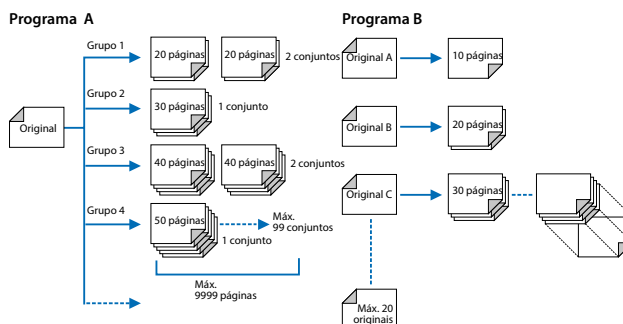 Programa A
Grupo 1
20 páginas
20 páginas
2 conjuntos
Grupo 2
30 páginas
1 conjunto
Original
Grupo 3
40 páginas
40 páginas
2 conjuntos
Grupo 4
50 páginas
1 conjunto
Máx.
99 conjuntos
Máx.
9999 páginas
Programa B
Original A
10 páginas
Original B
20 páginas
Original C
30 páginas
Máx. 20
originais